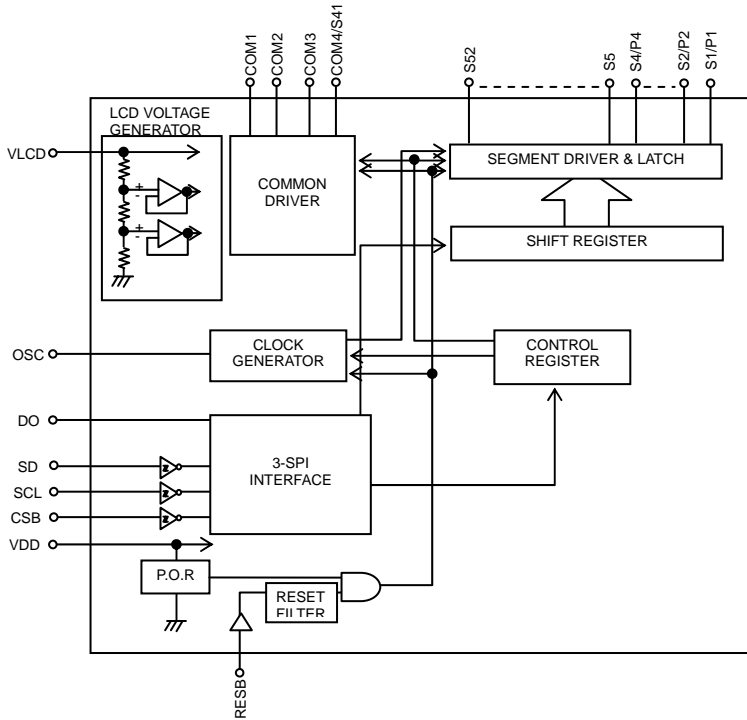 COM1
COM2
COM3
COM4/S41
S52
S5
S4/P4
S2/P2
S1/P1
LCD VOLTAGE
GENERATOR
VLCD
+
-
+
-
COMMON
DRIVER
SEGMENT DRIVER & LATCH
SHIFT REGISTER
OSC
CLOCK
GENERATOR
CONTROL
REGISTER
DO
SD
SCL
CSB
VDD
3-SPI
INTERFACE
P.O.R
RESET
FILTER
RESB